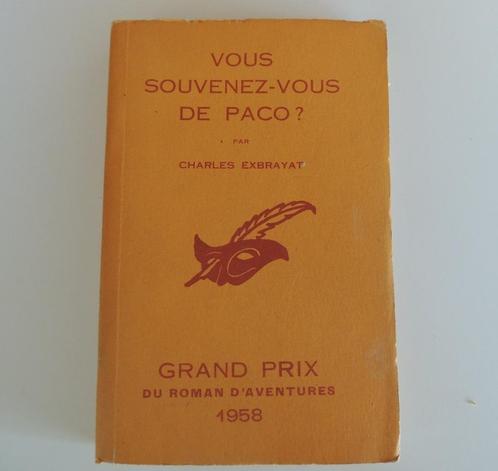 VOUS
SOUVENEZ-VOUS
DE PACO?
PAR
CHARLES EXBRAYAT
GRAND PRIX
DU ROMAN D'AVENTURES
1958